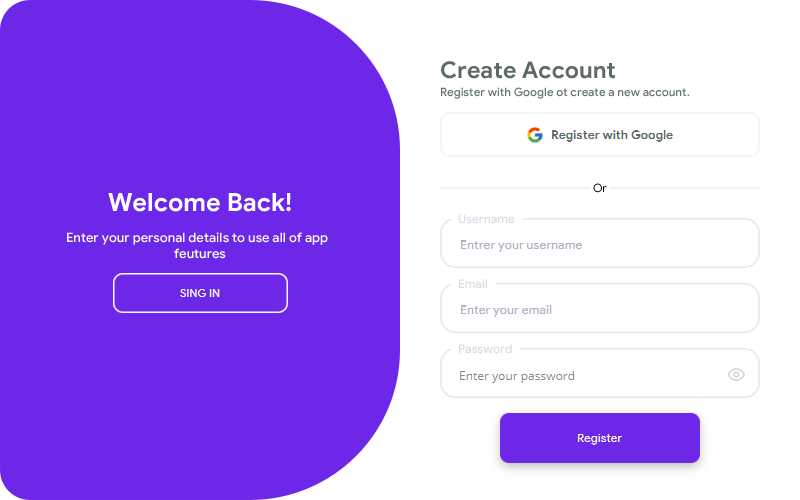 Welcome Back!
Enter your personal details to use all of app
feutures
SING IN
Create Account
Register with Google ot create a new account.
Register with Google
Or
Username
Entrer your username
Email
Enter your email
Password
Enter your password
Register